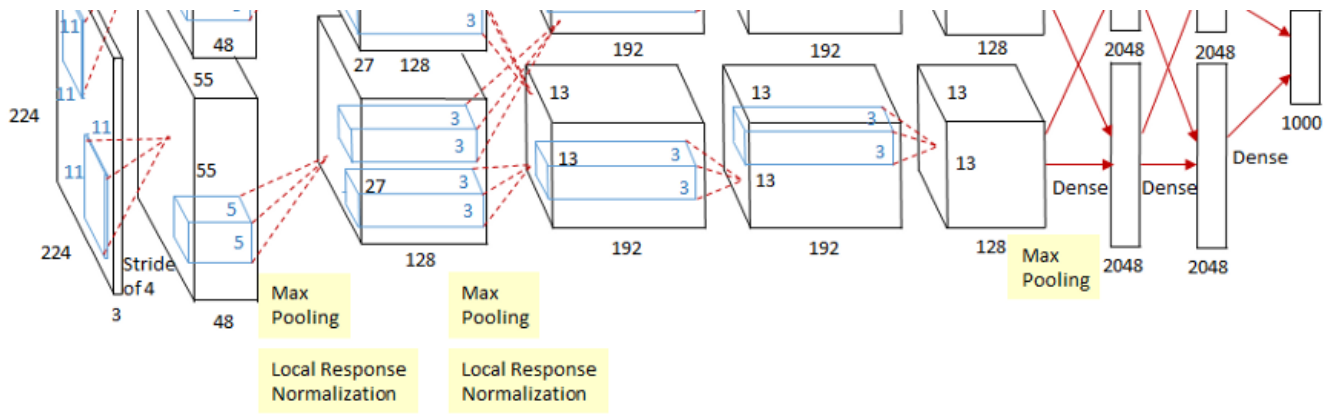 11
48
55
11
224
11
11
55
5
5
224
Stride
of 4
3
48
3
27
128
3
3
27
3
3
128
Max
Pooling
Local Response
Normalization
192
13
13
3
3
192
Max
Pooling
Local Response
Normalization
192
13
3
3
13
192
128
13
13
128
Max
Pooling
Dense
2048
2048
Dense
2048
2048
Dense
1000